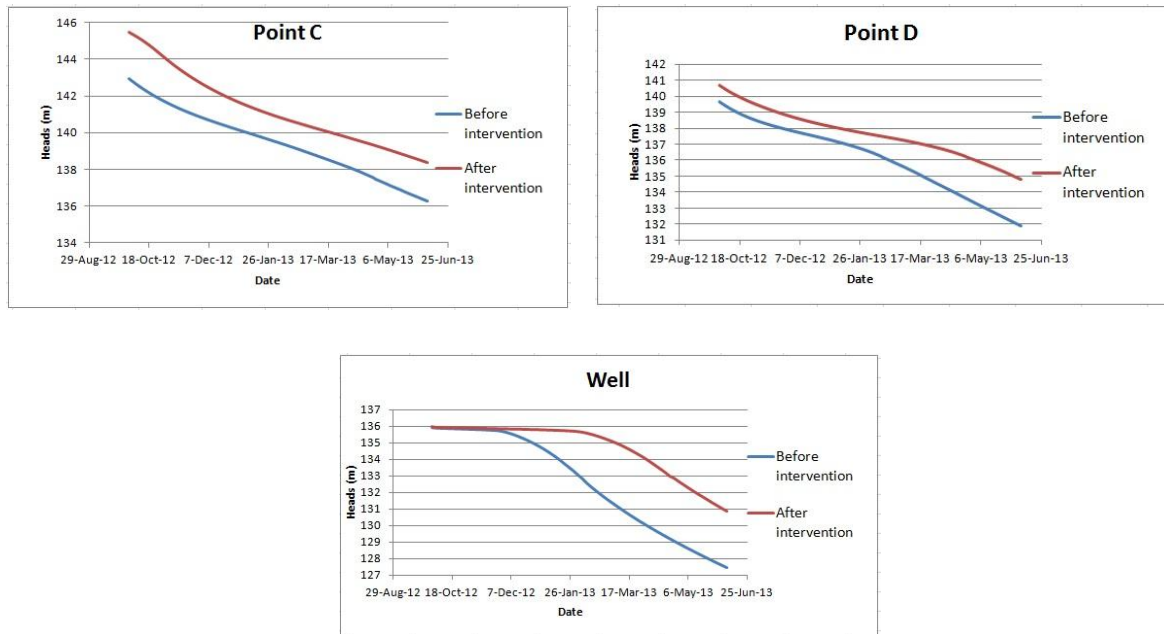 Point C
Heads (m)
146
144
142
140
138
136
134
29-Aug-12 18-Oct-12 7-Dec-12 26-Jan-13 17-Mar-13 6-May-13 25-Jun-13
Date
Before
intervention
After
intervention
Point D
Heads (m)
142
141
140
139
138
137
136
135
134
133
132
131
29-Aug-12 18-Oct-12 7-Dec-12 26-Jan-13 17-Mar-13 6-May-13 25-Jun-13
Date
Before
intervention
After
intervention
Well
Heads (m)
137
136
135
134
133
132
131
130
129
128
127
29-Aug-12 18-Oct-12 7-Dec-12 26-Jan-13 17-Mar-13 6-May-13 25-Jun-13
Date
Before
intervention
After
intervention